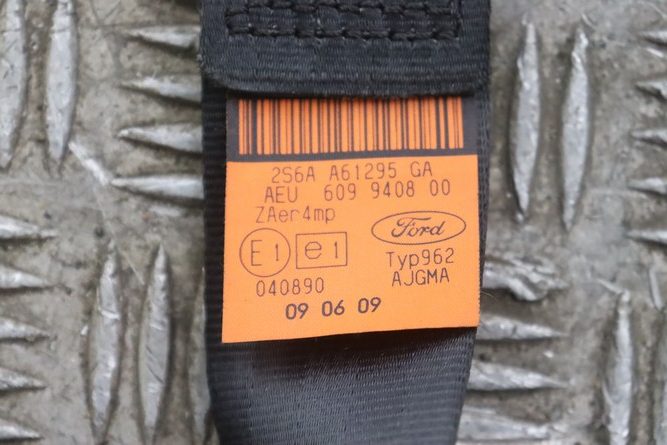 2S6A A61295 GA
AEU 609 9408 00
ZAer4mp
Ford
E1 e1
Typ962
040890
AJGMA
09 06 09